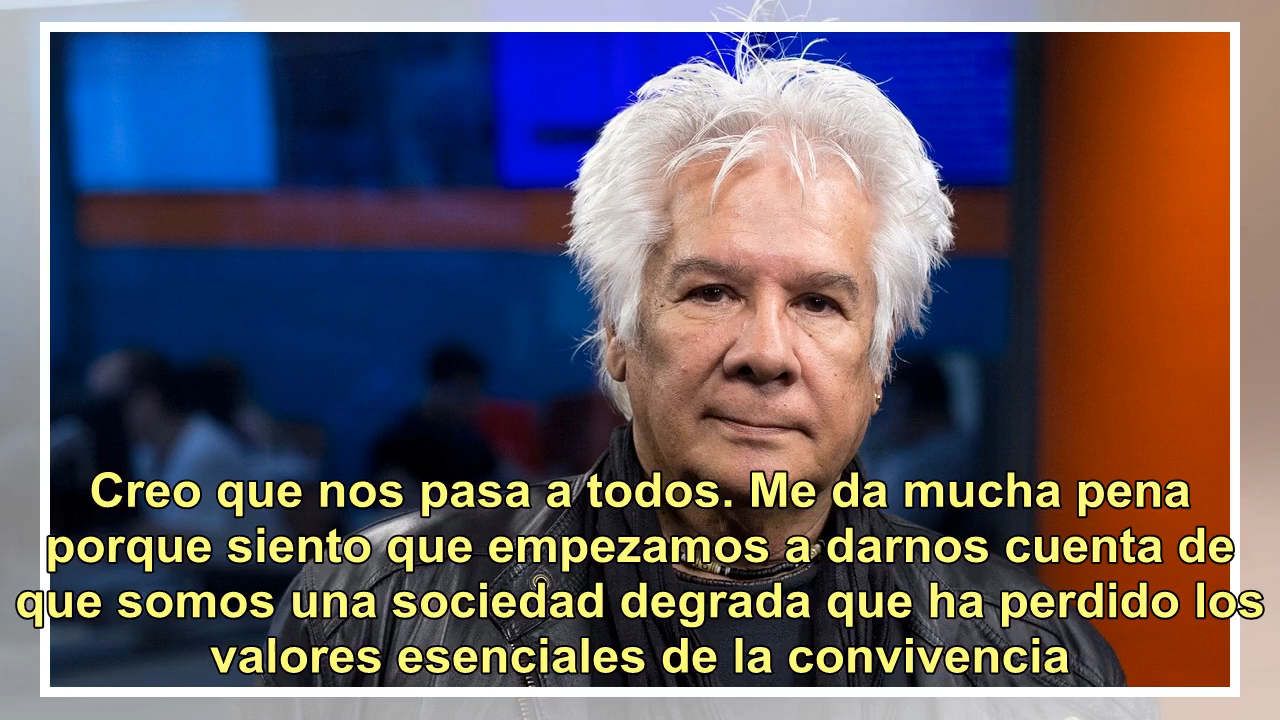 Creo que nos pasa a todos. Me da mucha pena
porque siento que empezamos a darnos cuenta de
que somos una sociedad degrada que ha perdido los
valores esenciales de la convivencia